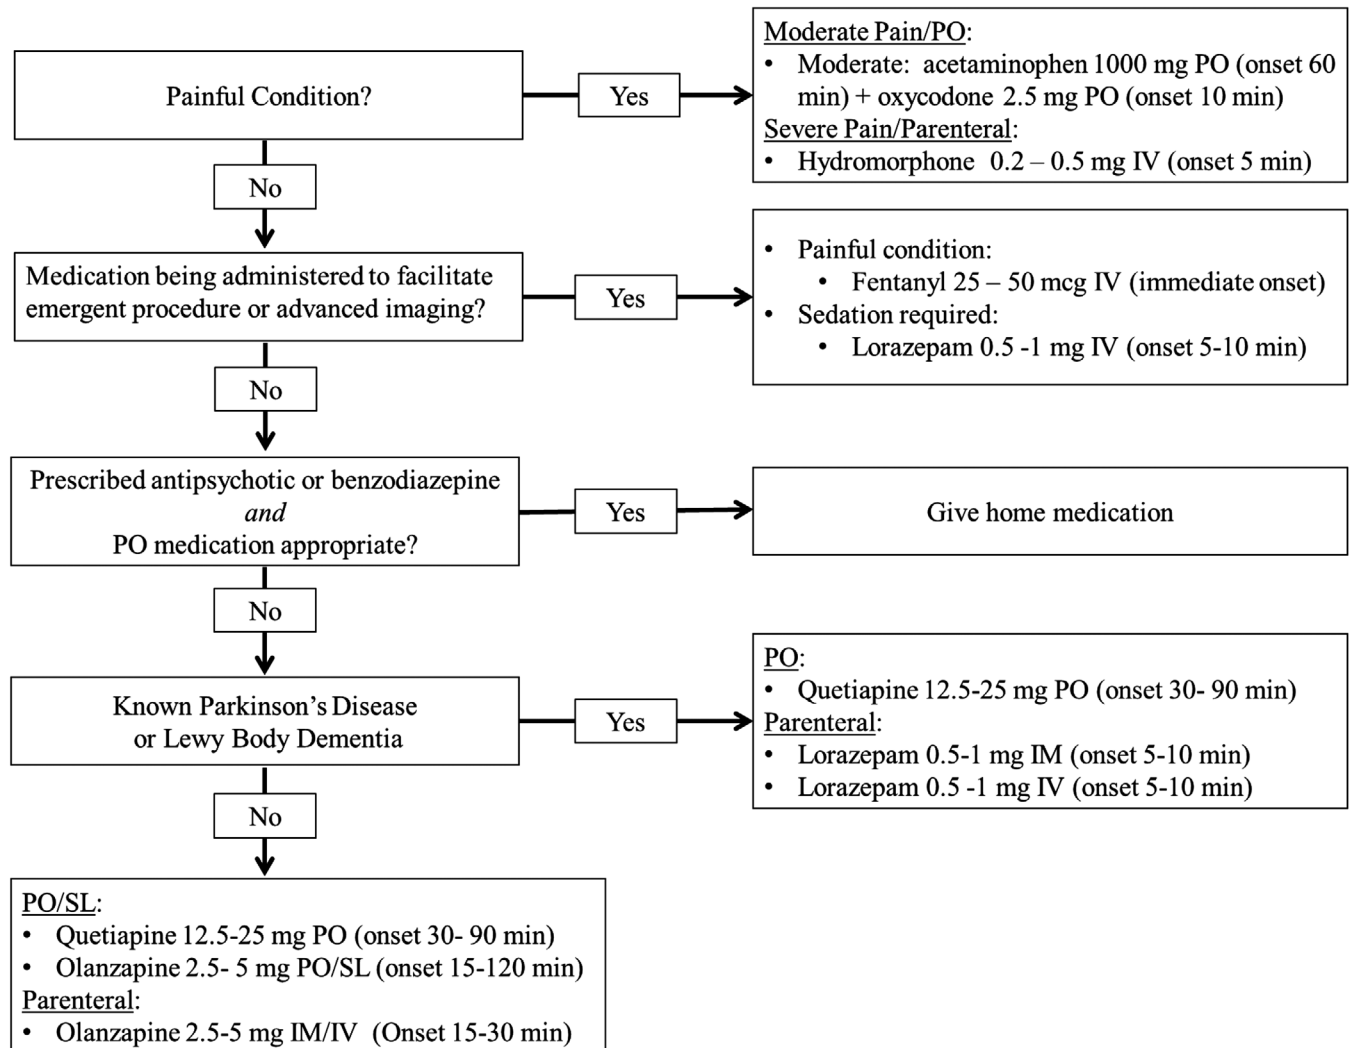 Painful Condition?
Yes
Moderate Pain/PO:
• Moderate: acetaminophen 1000 mg PO (onset 60
min) + oxycodone 2.5 mg PO (onset 10 min)
Severe Pain/Parenteral:
• Hydromorphone 0.2 – 0.5 mg IV (onset 5 min)
No
Medication being administered to facilitate
emergent procedure or advanced imaging?
Yes
• Painful condition:
• Fentanyl 25 – 50 mcg IV (immediate onset)
• Sedation required:
• Lorazepam 0.5 -1 mg IV (onset 5-10 min)
No
Prescribed antipsychotic or benzodiazepine
and
PO medication appropriate?
Yes
Give home medication
No
Known Parkinson’s Disease
or Lewy Body Dementia
Yes
PO:
• Quetiapine 12.5-25 mg PO (onset 30- 90 min)
Parenteral:
• Lorazepam 0.5-1 mg IM (onset 5-10 min)
• Lorazepam 0.5 -1 mg IV (onset 5-10 min)
No
PO/SL:
• Quetiapine 12.5-25 mg PO (onset 30- 90 min)
• Olanzapine 2.5- 5 mg PO/SL (onset 15-120 min)
Parenteral:
• Olanzapine 2.5-5 mg IM/IV (Onset 15-30 min)